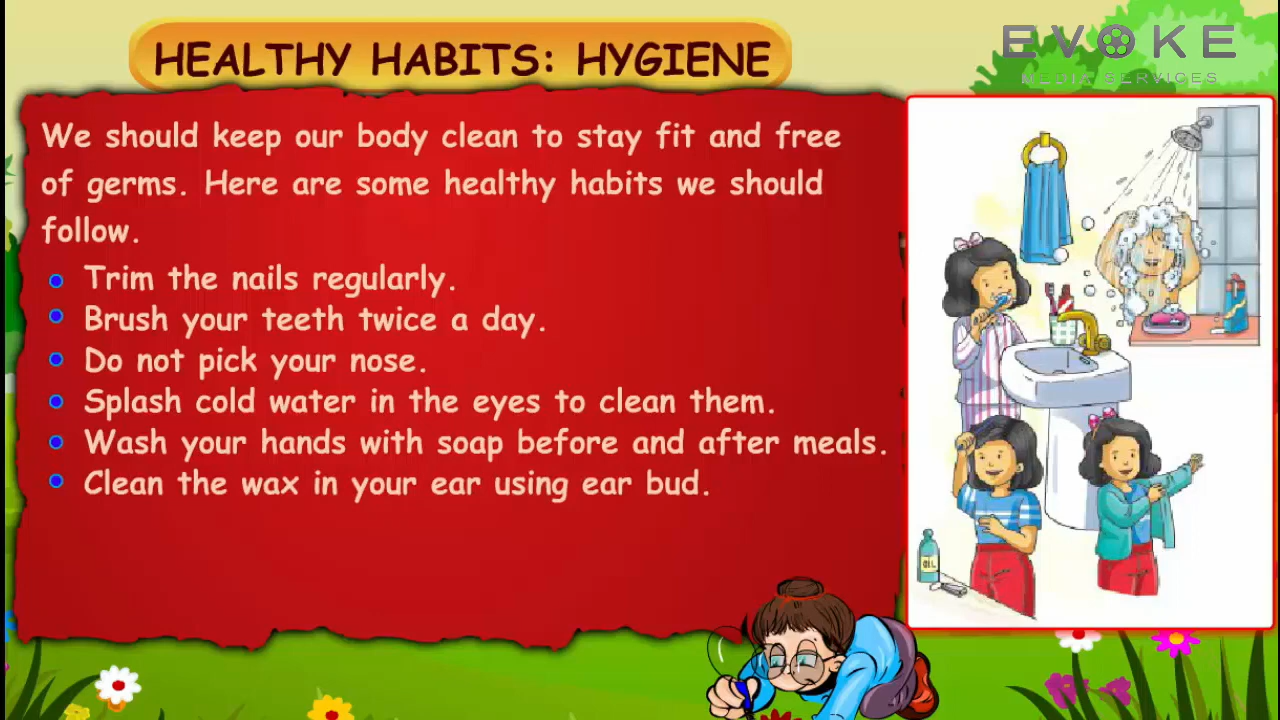 HEALTHY HABITS: HYGIENE
EVOKE
MEDIA SERVICES
We should keep our body clean to stay fit and free
of germs. Here are some healthy habits we should
follow.
Trim the nails regularly.
Brush your teeth twice a day.
Do not pick your nose.
Splash cold water in the eyes to clean them.
Wash your hands with soap before and after meals.
Clean the wax in your ear using ear bud.
OIL